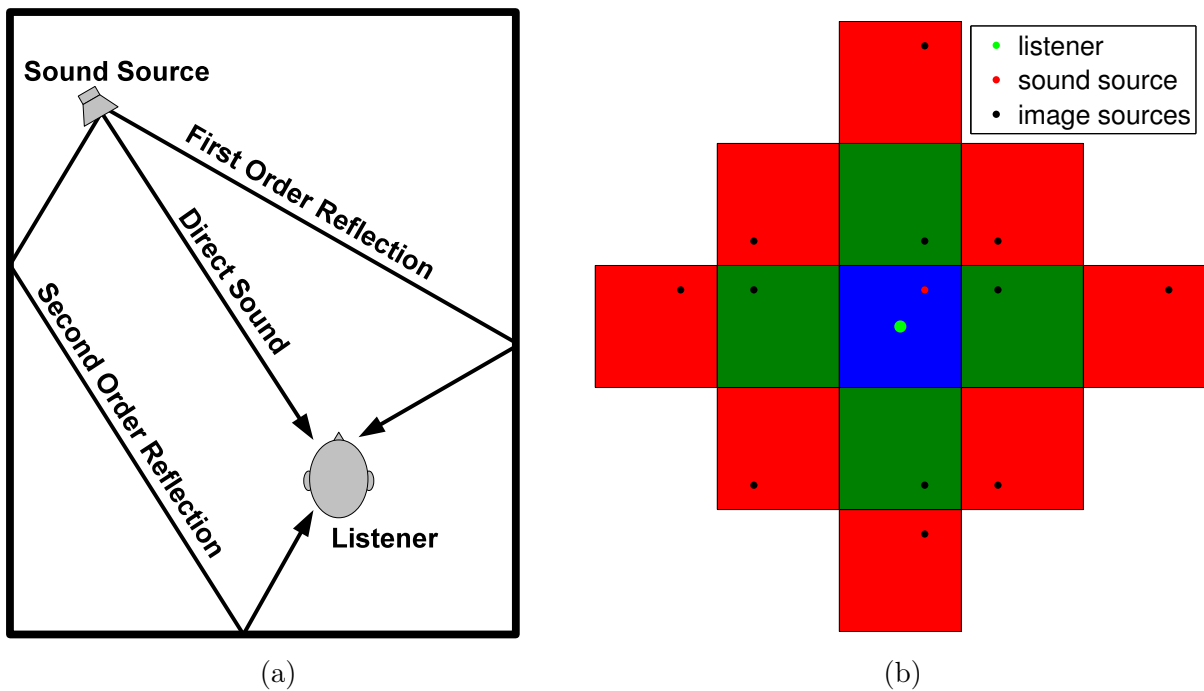 Sound Source
First Order Reflection
Direct Sound
Second Order Reflection
Listener
(a)
listener
sound source
image sources
(b)